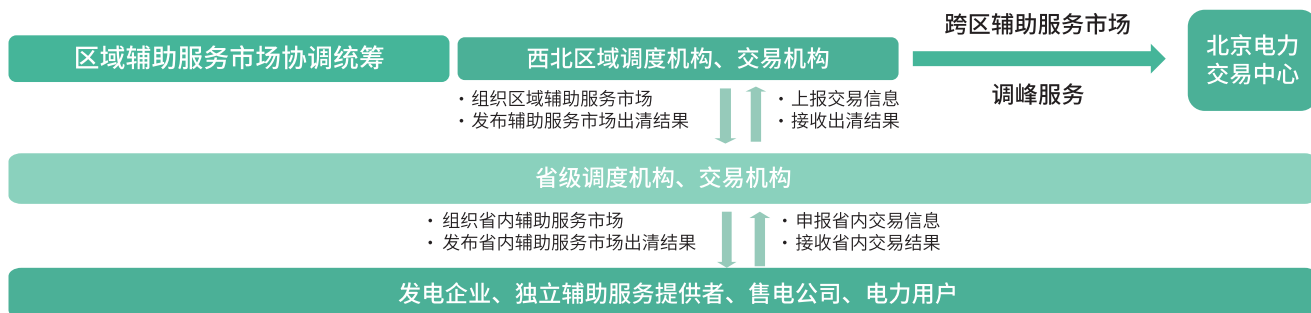 区域辅助服务市场协调统筹
西北区域调度机构、交易机构
跨区辅助服务市场
调峰服务
北京电力
交易中心
· 组织区域辅助服务市场
· 发布辅助服务市场出清结果
· 上报交易信息
· 接收出清结果
省级调度机构、交易机构
· 组织省内辅助服务市场
· 发布省内辅助服务市场出清结果
· 申报省内交易信息
· 接收省内交易结果
发电企业、独立辅助服务提供者、售电公司、电力用户